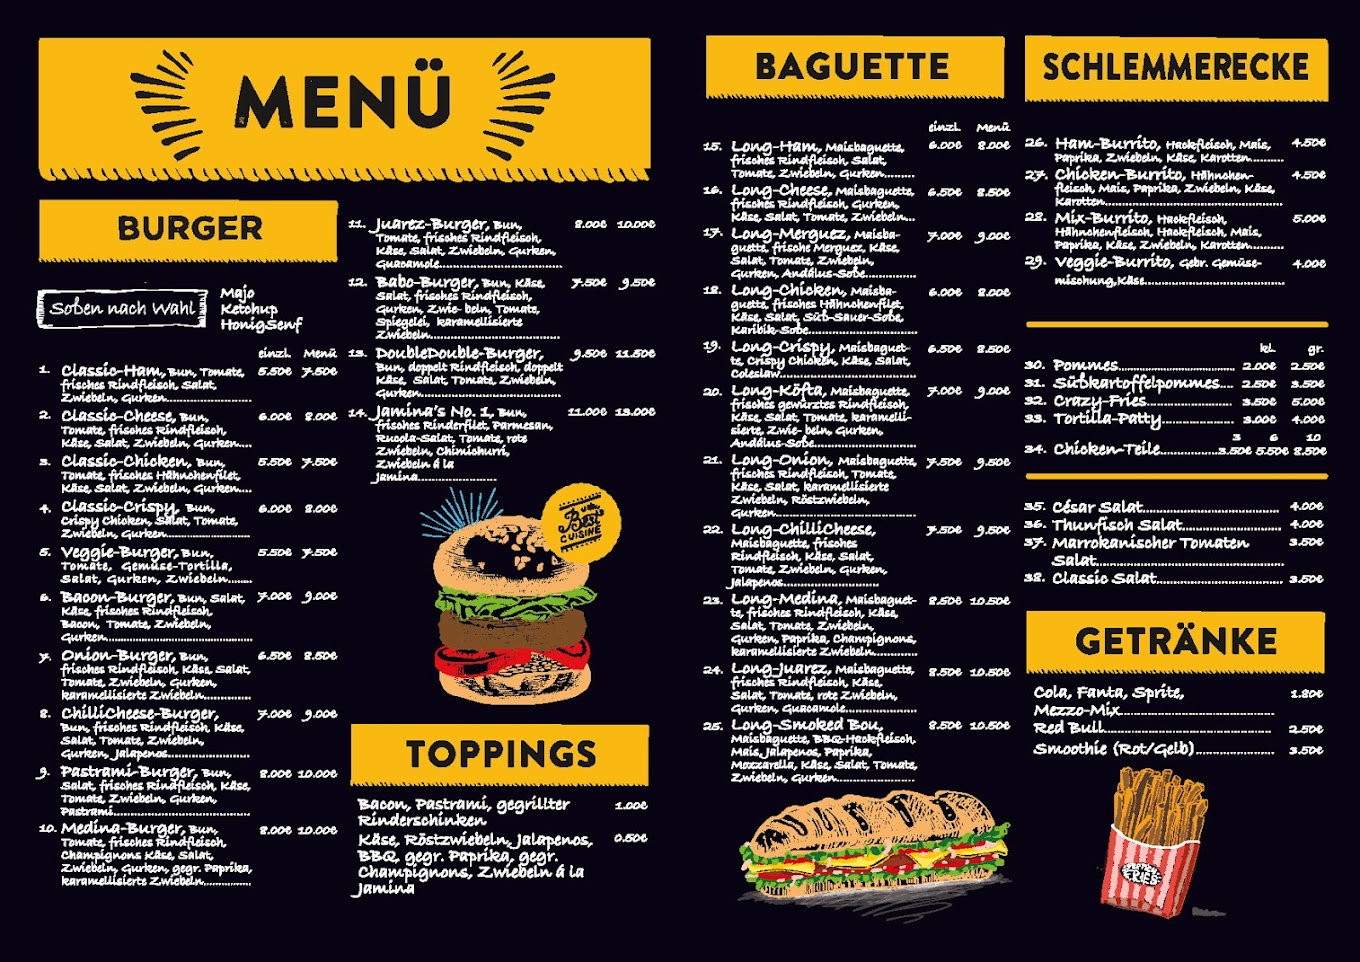 MENÜ
BURGER
Soßen nach Wahl
Majo
Ketchup
HonigSenf
einzl. Menü
1. Classic-Ham, Bun, Tomate, 5.50€ 7.50€
frisches Rindfleisch, Salat,
Zwiebeln, Gurken
2. Classic-Cheese, Bun, 6.00€ 8.00€
Tomate, frisches Rindfleisch,
Käse, Salat, Zwiebeln, Gurken
3. Classic-Chicken, Bun, 5.50€ 7.50€
Tomate, frisches Hähnchenfilet,
Käse, Salat, Zwiebeln, Gurken
4. Classic-Crispy, Bun, 6.00€ 8.00€
Crispy Chicken, Salat, Tomate,
Zwiebeln, Gurken
5. Veggie-Burger, Bun, 5.50€ 7.50€
Tomate, Gemüse-Tortilla,
Salat, Gurken, Zwiebeln
6. Bacon-Burger, Bun, Salat, 7.00€ 9.00€
Käse, frisches Rindfleisch,
Bacon, Tomate, Zwiebeln,
Gurken
7. Onion-Burger, Bun, 6.50€ 8.50€
frisches Rindfleisch, Käse, Salat,
Tomate, Zwiebeln, Gurken,
karamellisierte Zwiebeln
8. ChilliCheese-Burger, 7.00€ 9.00€
Bun, frisches Rindfleisch, Käse,
Salat, Tomate, Zwiebeln,
Gurken, Jalapenos
9. Pastrami-Burger, Bun, 8.00€ 10.00€
Salat, frisches Rindfleisch, Käse,
Tomate, Zwiebeln, Gurken,
Pastrami
10. Medina-Burger, Bun, 8.00€ 10.00€
Tomate, frisches Rindfleisch,
Champignons Käse, Salat,
Zwiebeln, Gurken, gegr. Paprika,
karamellisierte Zwiebeln
11. Juarez-Burger, Bun, 8.00€ 10.00€
Tomate, frisches Rindfleisch,
Käse, Salat, Zwiebeln, Gurken,
Guacamole
12. Babo-Burger, Bun, Käse, 7.50€ 9.50€
Salat, frisches Rindfleisch,
Gurken, Zwie- beln, Tomate,
Spiegelei, karamellisierte
Zwiebeln
13. DoubleDouble-Burger, 9.50€ 11.50€
Bun, doppelt Rindfleisch, doppelt
Käse, Salat, Tomate, Zwiebeln,
Gurken
14. Jamina's No. 1, Bun, 11.00€ 13.00€
frisches Rinderfilet, Parmesan,
Rucola-Salat, Tomate, rote
Zwiebeln, Chimichurri,
Zwiebeln á la
Jamina
Best
CUISINE
TOPPINGS
Bacon, Pastrami, gegrillter 1.00€
Rinderschinken
Käse, Röstzwiebeln, Jalapenos, 0.50€
BBQ, gegr. Paprika, gegr.
Champignons, Zwiebeln á la
Jamina
BAGUETTE
einzl. Menü
15. Long-Ham, Maisbaguette, 6.00€ 8.00€
frisches Rindfleisch, Salat,
Tomate, Zwiebeln, Gurken
16. Long-Cheese, Maisbaguette, 6.50€ 8.50€
frisches Rindfleisch, Gurken,
Käse, Salat, Tomate, Zwiebeln
17. Long-Merguez, Maisba- 7.00€ 9.00€
guette, frische Merguez, Käse,
Salat, Tomate, Zwiebeln,
Gurken, Andálus-Soße
18. Long-Chicken, Maisba- 6.00€ 8.00€
guette, frisches Hähnchenfilet,
Käse, Salat, Süß-Sauer-Soße,
Karibik-Soße
19. Long-Crispy, Maisbaguet- 6.50€ 8.50€
te, Crispy Chicken, Käse, Salat,
Coleslaw
20. Long-Köfta, Maisbaguette, 7.00€ 9.00€
frisches gewürztes Rindfleisch,
Käse, Salat, Tomate, karamelli-
sierte, Zwie- beln, Gurken,
Andálus-Soße
21. Long-Onion, Maisbaguette, 7.50€ 9.50€
frisches Rindfleisch, Tomate,
Käse, Salat, karamellisierte
Zwiebeln, Röstzwiebeln,
Gurken
22. Long-ChilliCheese, 7.50€ 9.50€
Maisbaguette, frisches
Rindfleisch, Käse, Salat,
Tomate, Zwiebeln, Gurken,
Jalapenos
23. Long-Medina, Maisbaguet- 8.50€ 10.50€
te, frisches Rindfleisch, Käse,
Salat, Tomate, Zwiebeln,
Gurken, Paprika, Champignons,
karamellisierte Zwiebeln
24. Long-Juarez, Maisbaguette, 8.50€ 10.50€
frisches Rindfleisch, Käse,
Salat, Tomate, rote Zwiebeln,
Gurken, Guacamole
25. Long-Smoked Bou, 8.50€ 10.50€
Maisbaguette, BBQ-Hackfleisch,
Mais, Jalapenos, Paprika,
Mozzarella, Käse, Salat, Tomate,
Zwiebeln, Gurken
SCHLEMMERECKE
26. Ham-Burrito, Hackfleisch, Mais, 4.50€
Paprika, Zwiebeln, Käse, Karotten
27. Chicken-Burrito, Hähnchen- 4.50€
fleisch, Mais, Paprika, Zwiebeln, Käse,
Karotten
28. Mix-Burrito, Hackfleisch, 5.00€
Hähnchenfleisch, Hackfleisch, Mais,
Paprika, Käse, Zwiebeln, Karotten
29. Veggie-Burrito, Gebr. Gemüse- 4.00€
mischung, Käse
kl. gr.
30. Pommes 2.00€ 2.50€
31. Süßkartoffelpommes 2.50€ 3.50€
32. Crazy-Fries 3.50€ 5.00€
33. Tortilla-Patty 3.00€ 4.00€
3 6 10
34. Chicken-Teile 3.50€ 5.50€ 8.50€
35. César Salat 4.00€
36. Thunfisch Salat 4.00€
37. Marrokanischer Tomaten 3.50€
Salat
38. Classic Salat 3.50€
GETRÄNKE
Cola, Fanta, Sprite, 1.80€
Mezzo-Mix
Red Bull 2.50€
Smoothie (Rot/Gelb) 3.50€
FRIES